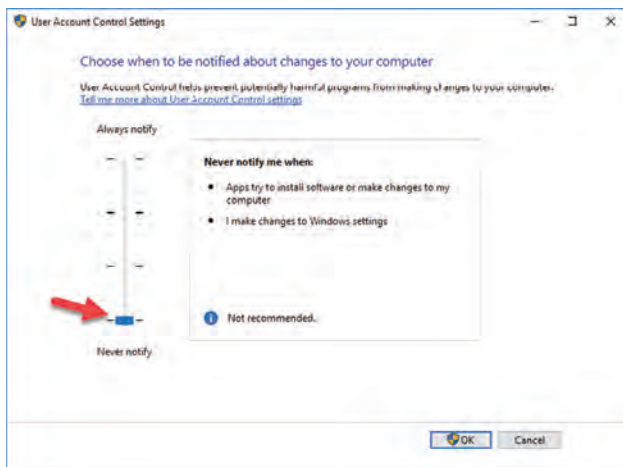 User Account Control Settings
Choose when to be notified about changes to your computer
User Account Control helps prevent potentially harmful programs from making changes to your computer.
Tell me more about User Account Control settings
Always notify
Never notify me when:
• Apps try to install software or make changes to my
computer
• I make changes to Windows settings
Not recommended.
Never notify
OK
Cancel